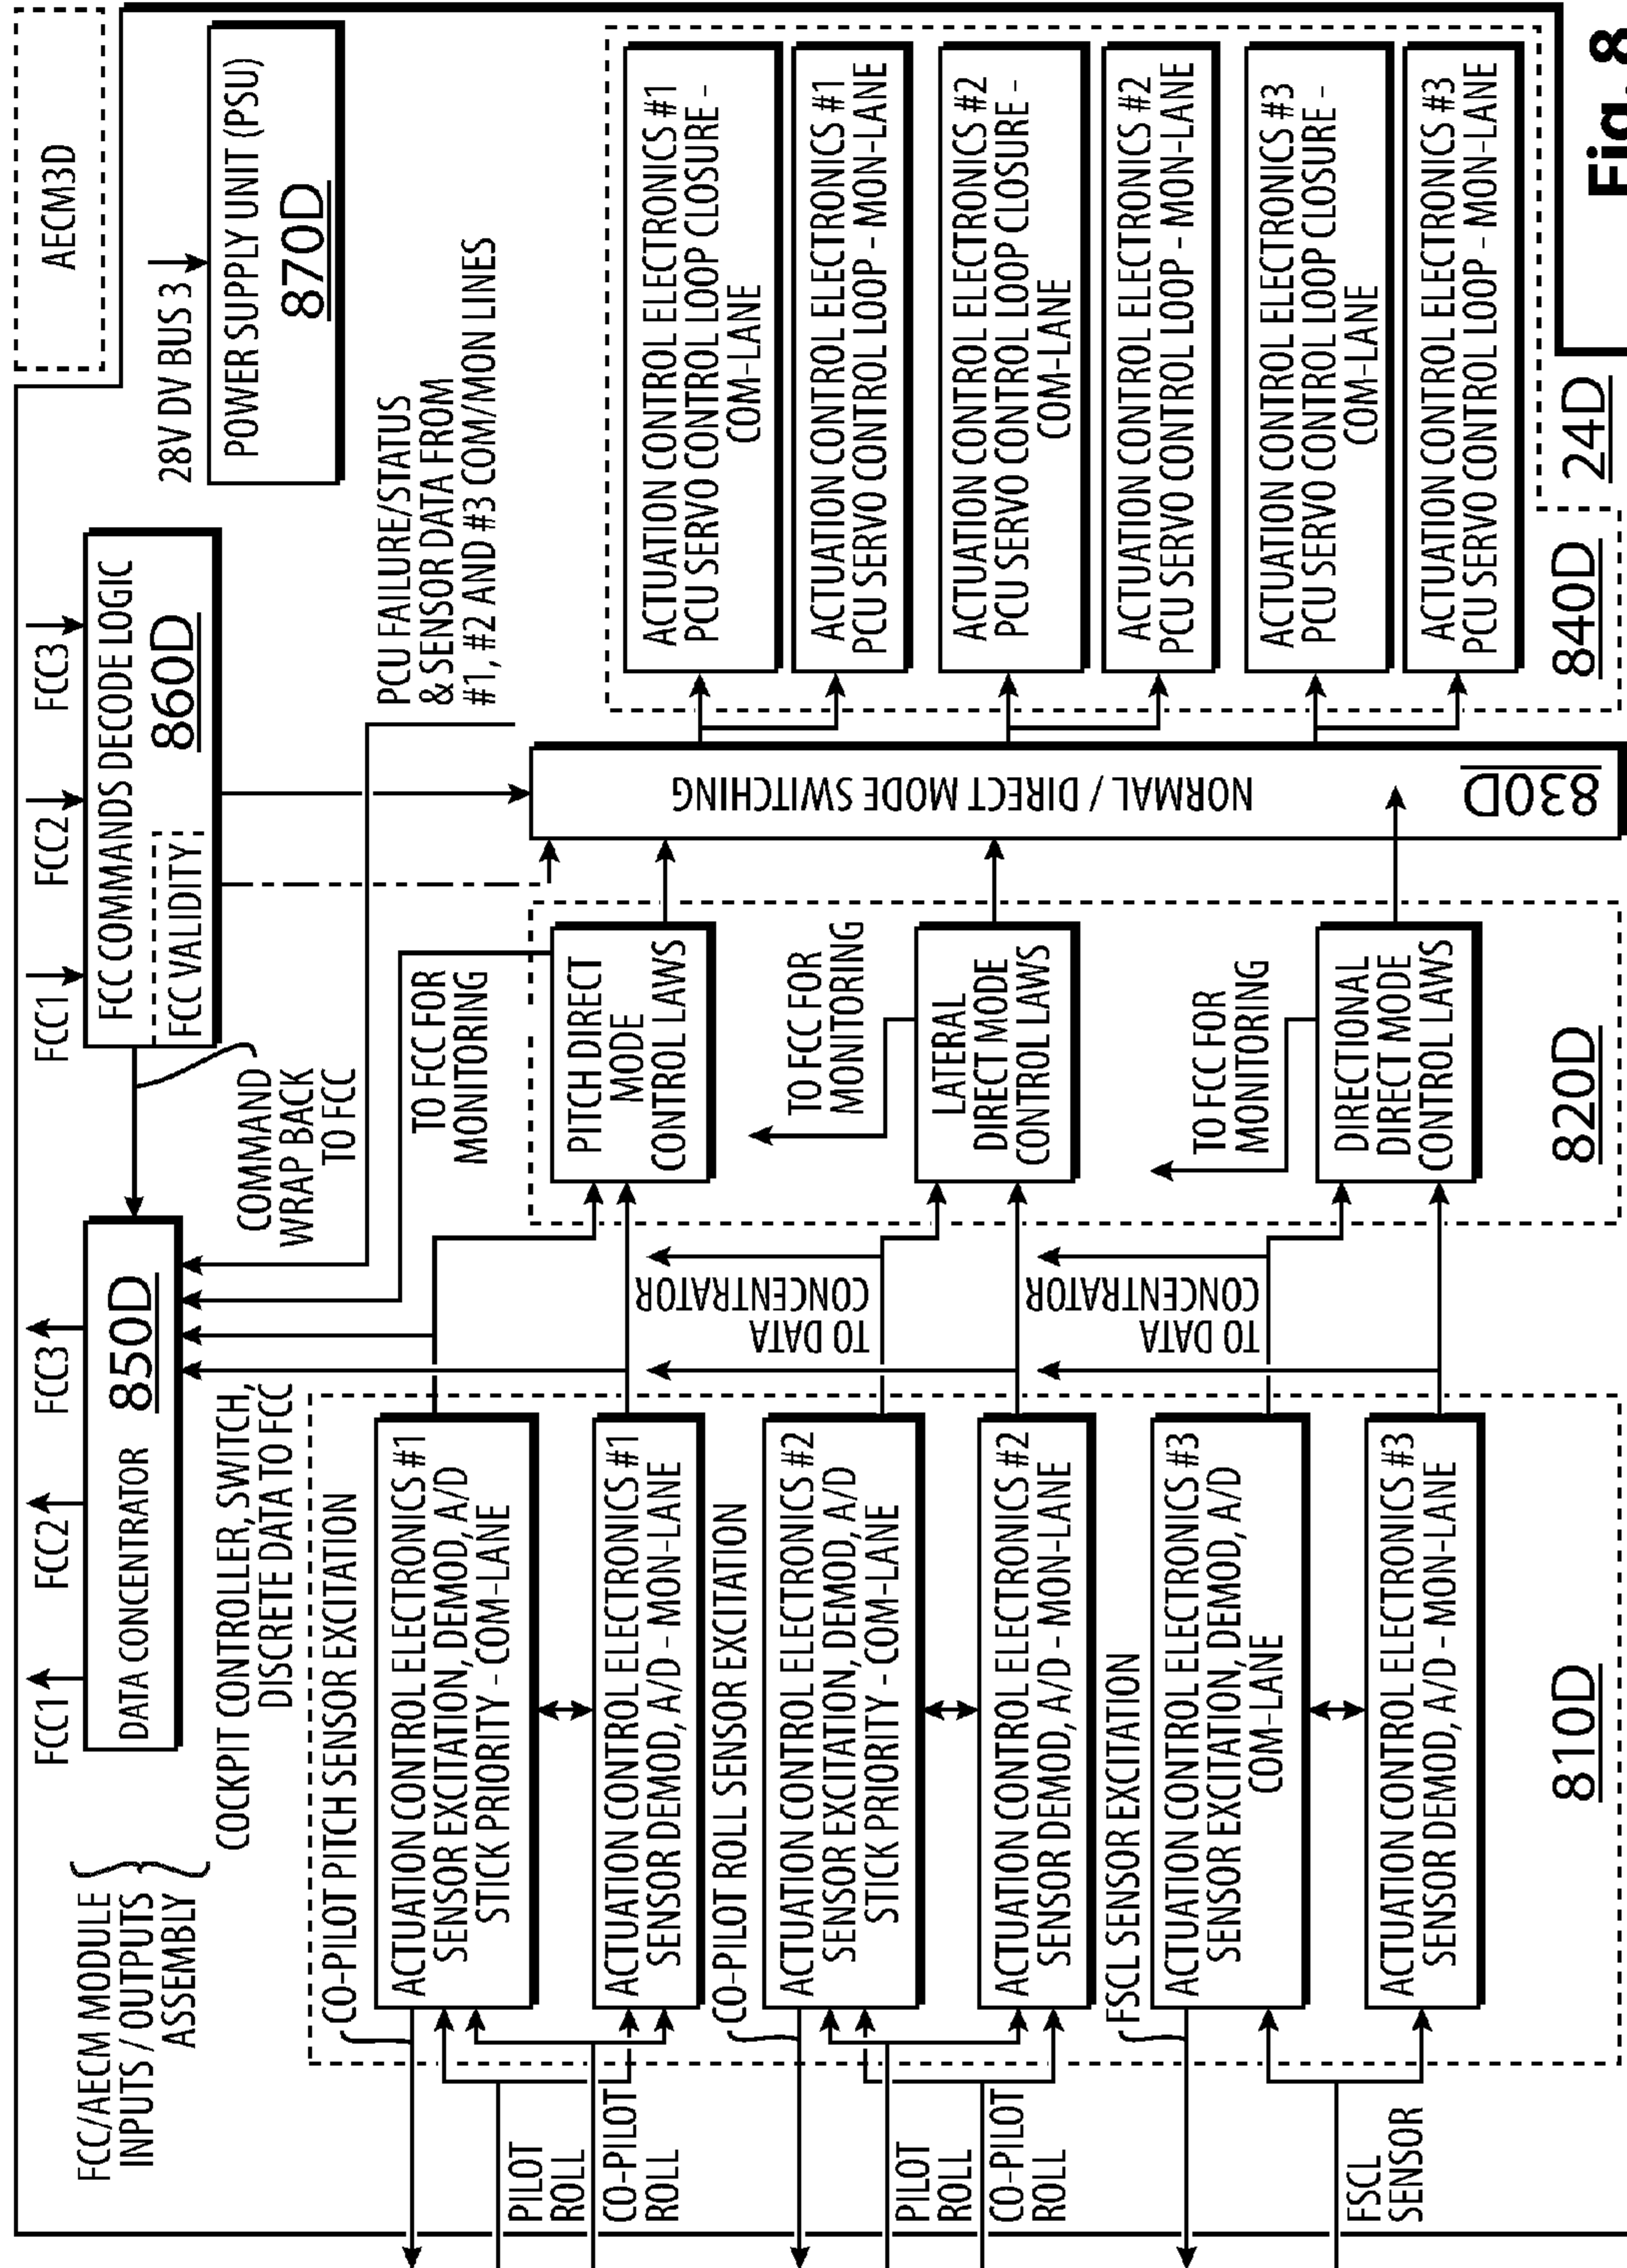 AECM3D
FCC/AECM MODULE
INPUTS / OUTPUTS
ASSEMBLY
FCC1
FCC2
FCC3
DATA CONCENTRATOR
850D
FCC1
FCC2
FCC3
FCC COMMANDS DECODE LOGIC
FCC VALIDITY
860D
28V DV BUS 3
POWER SUPPLY UNIT (PSU)
870D
COCKPIT CONTROLLER, SWITCH,
DISCRETE DATA TO FCC
COMMAND
WRAP BACK
TO FCC
PCU FAILURE/STATUS
& SENSOR DATA FROM
#1, #2 AND #3 COM/MON LINES
CO-PILOT PITCH SENSOR EXCITATION
ACTUATION CONTROL ELECTRONICS #1
SENSOR EXCITATION, DEMOD, A/D
STICK PRIORITY - COM-LANE
ACTUATION CONTROL ELECTRONICS #1
SENSOR DEMOD, A/D - MON-LANE
PILOT
ROLL
CO-PILOT
ROLL
CO-PILOT ROLL SENSOR EXCITATION
ACTUATION CONTROL ELECTRONICS #2
SENSOR EXCITATION, DEMOD, A/D
STICK PRIORITY - COM-LANE
ACTUATION CONTROL ELECTRONICS #2
SENSOR DEMOD, A/D - MON-LANE
PILOT
ROLL
CO-PILOT
ROLL
FSCL SENSOR EXCITATION
ACTUATION CONTROL ELECTRONICS #3
SENSOR EXCITATION, DEMOD, A/D
COM-LANE
ACTUATION CONTROL ELECTRONICS #3
SENSOR DEMOD, A/D - MON-LANE
FSCL
SENSOR
810D
TO DATA
CONCENTRATOR
TO DATA
CONCENTRATOR
TO FCC FOR
MONITORING
PITCH DIRECT
MODE
CONTROL LAWS
TO FCC FOR
MONITORING
LATERAL
DIRECT MODE
CONTROL LAWS
TO FCC FOR
MONITORING
DIRECTIONAL
DIRECT MODE
CONTROL LAWS
820D
NORMAL / DIRECT MODE SWITCHING
830D
ACTUATION CONTROL ELECTRONICS #1
PCU SERVO CONTROL LOOP CLOSURE -
COM-LANE
ACTUATION CONTROL ELECTRONICS #1
PCU SERVO CONTROL LOOP - MON-LANE
ACTUATION CONTROL ELECTRONICS #2
PCU SERVO CONTROL LOOP CLOSURE -
COM-LANE
ACTUATION CONTROL ELECTRONICS #2
PCU SERVO CONTROL LOOP - MON-LANE
ACTUATION CONTROL ELECTRONICS #3
PCU SERVO CONTROL LOOP CLOSURE -
COM-LANE
ACTUATION CONTROL ELECTRONICS #3
PCU SERVO CONTROL LOOP - MON-LANE
840D
24D
Fig. 8